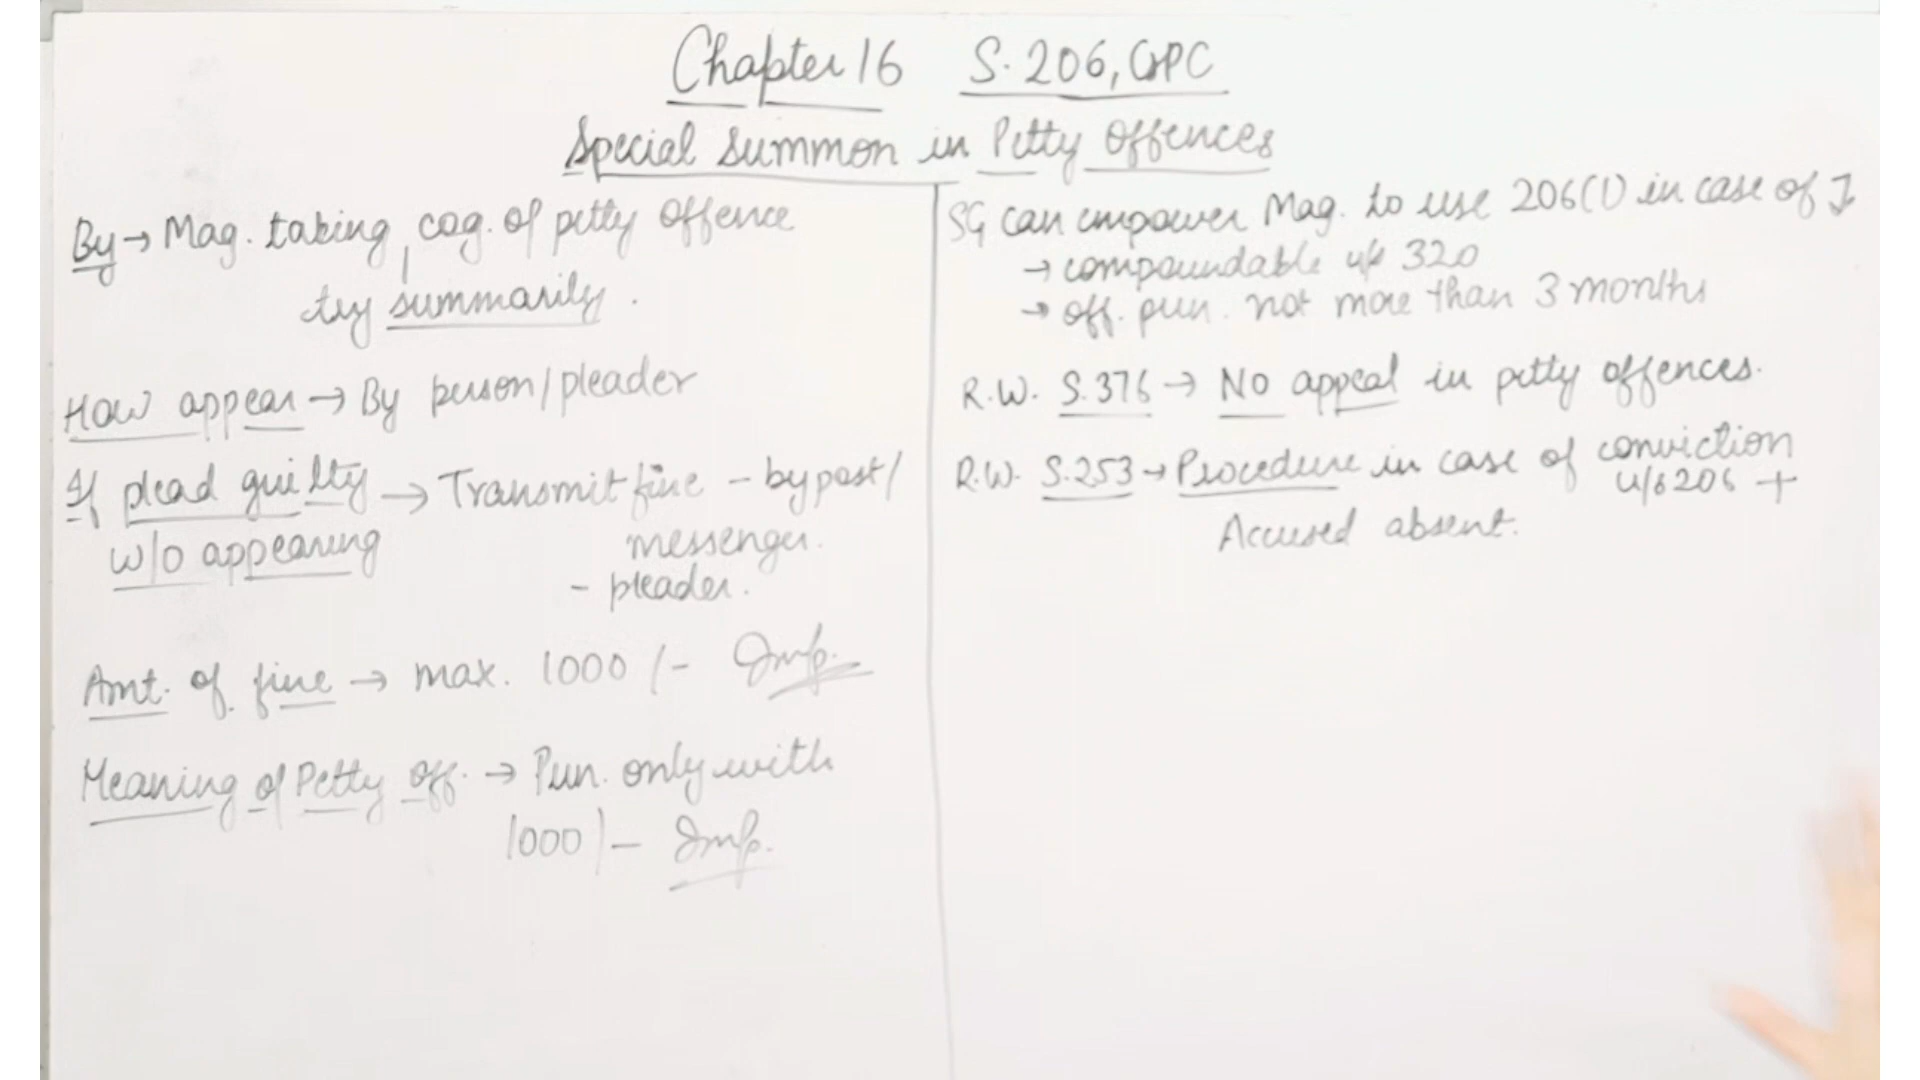 Chapter 16 S. 206, CrPC
Special Summon in Petty Offences
By → Mag. taking cog. of petty offence
try summarily.
How appear → By person/pleader
If plead guilty → Transmit fine - by post/
w/o appearing messenger.
- pleader.
Amt. of fine → max. 1000/- Imp.
Meaning of Petty off. → Pun. only with
1000/- Imp.
SG can empower Mag. to use 206(1) in case of
→ compoundable u/s 320
→ off. pun. not more than 3 months
R.W. S.376 → No appeal in petty offences.
R.W. S.253 → Procedure in case of conviction
u/s 206 +
Accused absent.